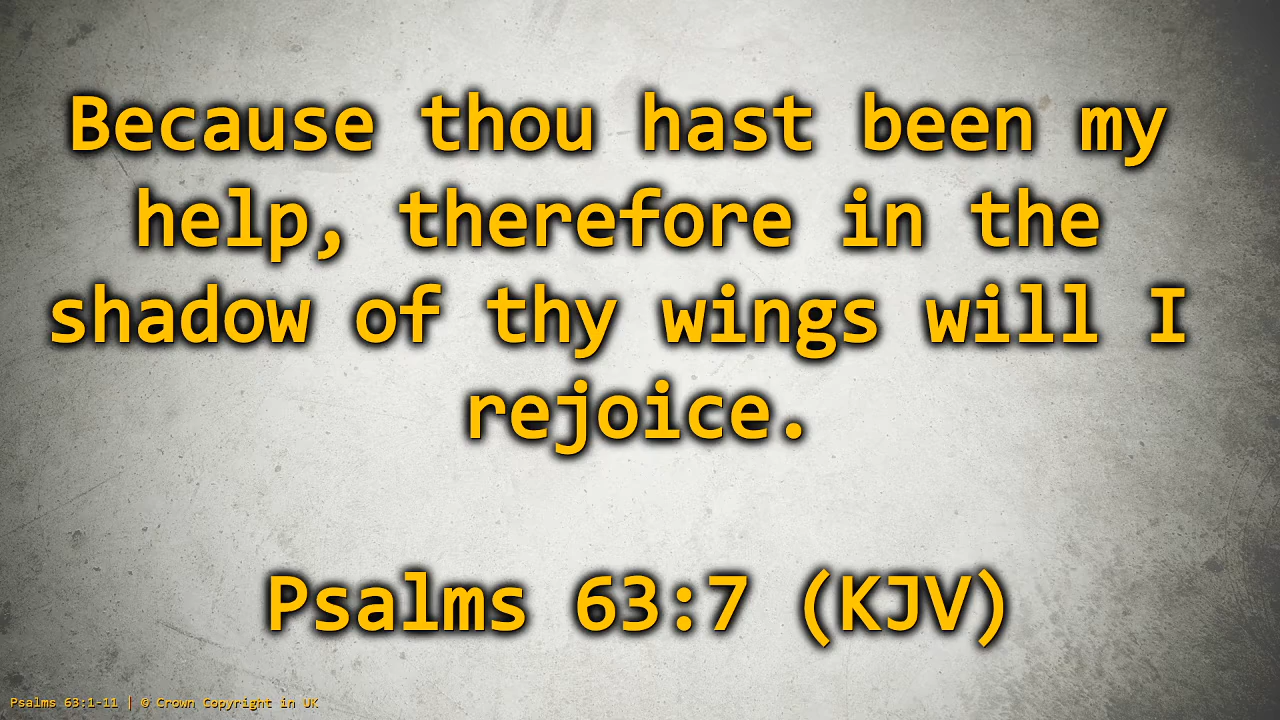 Because thou hast been my
help, therefore in the
shadow of thy wings will I
rejoice.
Psalms 63:7 (KJV)
Psalms 63:1-11 | © Crown Copyright in UK